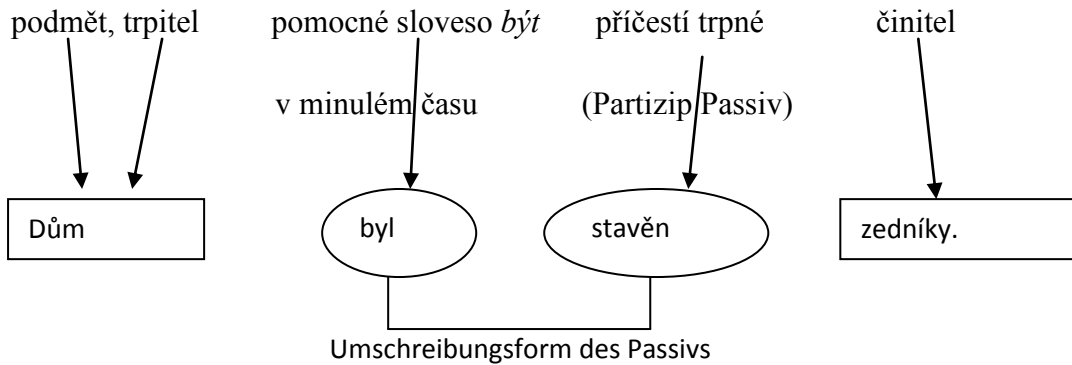 podmět, trpitel pomocné sloveso být příčestí trpné činitel
v minulém času (Partizip Passiv)
Dům byl stavěn zedníky.
Umschreibungsform des Passivs